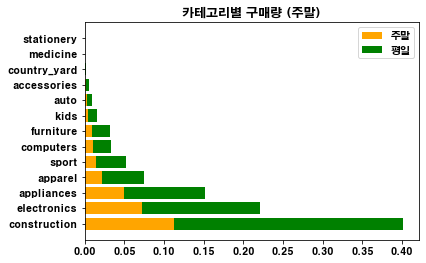 카테고리별 구매량 (주말)
주말
평일
stationery
medicine
country_yard
accessories
auto
kids
furniture
computers
sport
apparel
appliances
electronics
construction
0.00 0.05 0.10 0.15 0.20 0.25 0.30 0.35 0.40